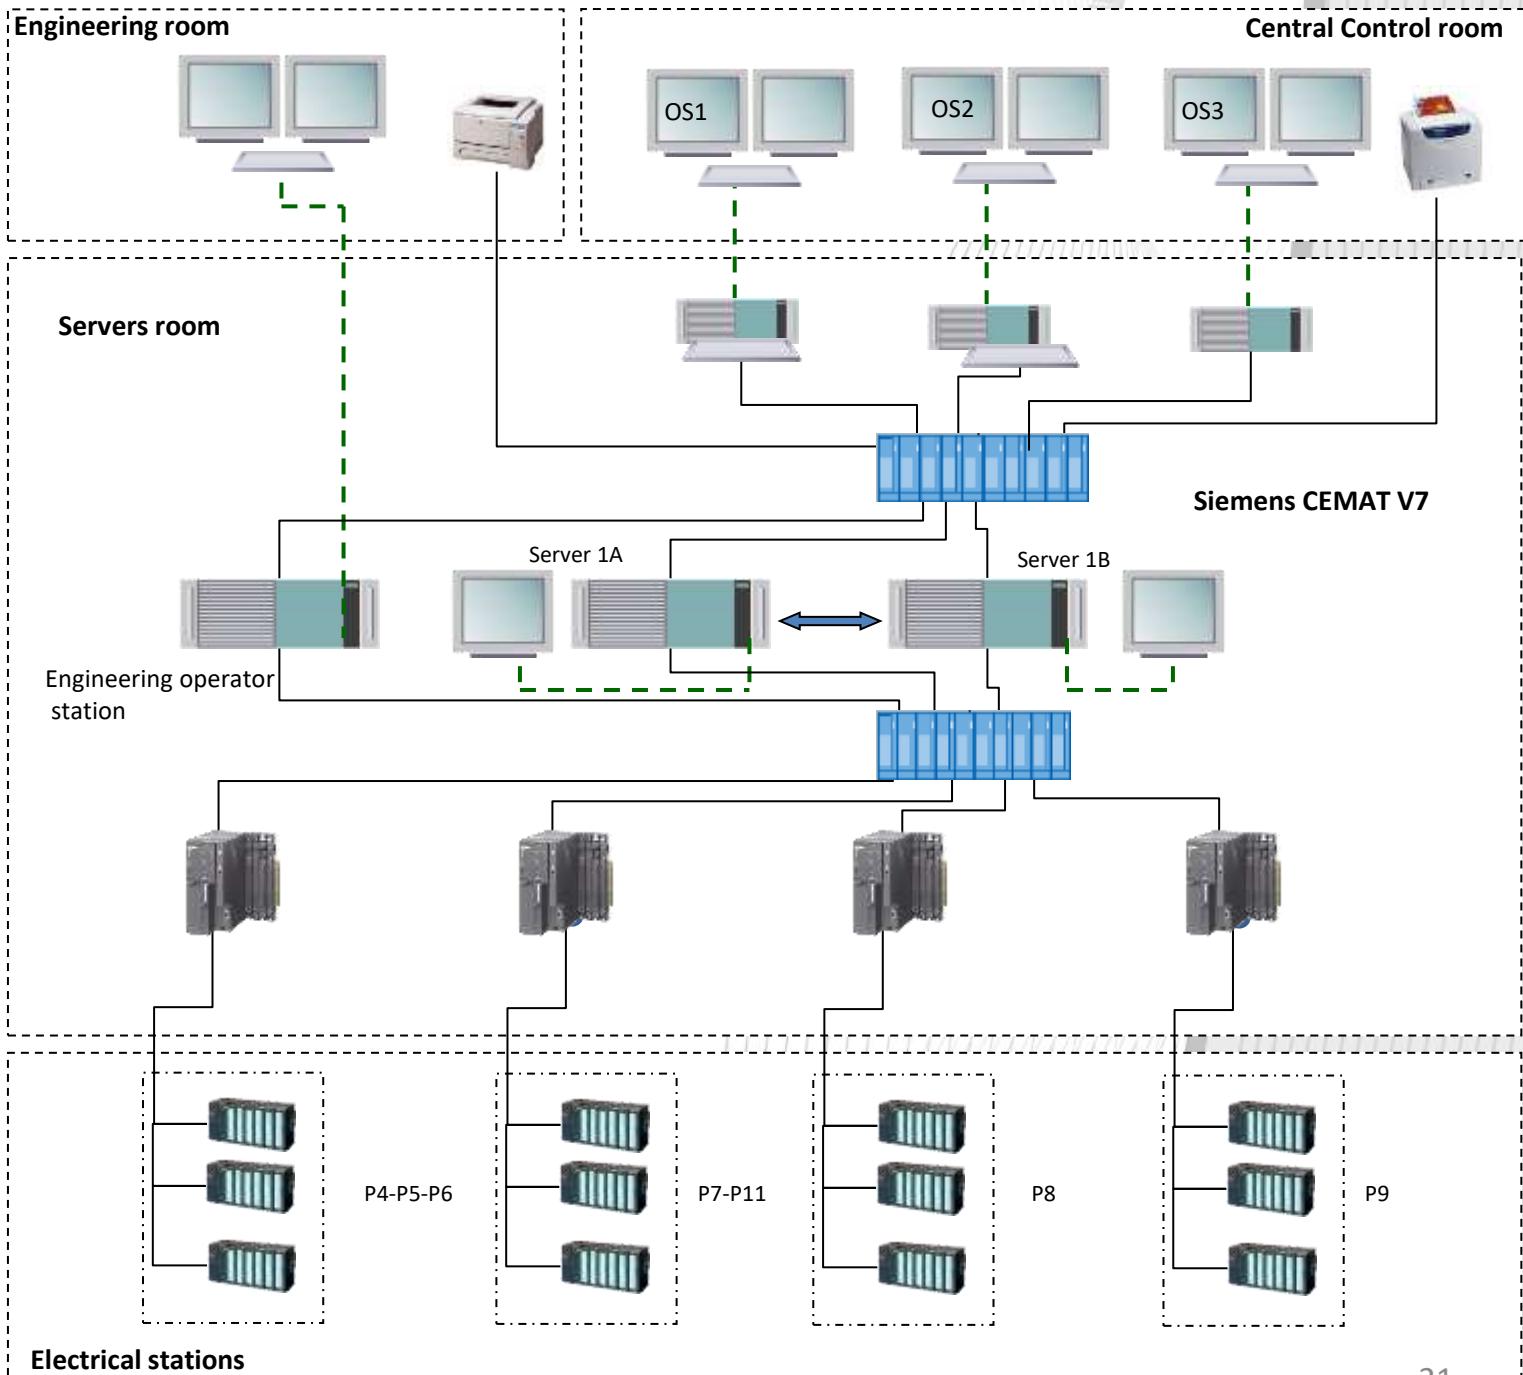 Engineering room
Central Control room
OS1
OS2
OS3
Servers room
Siemens CEMAT V7
Server 1A
Server 1B
Engineering operator
station
P4-P5-P6
P7-P11
P8
P9
Electrical stations